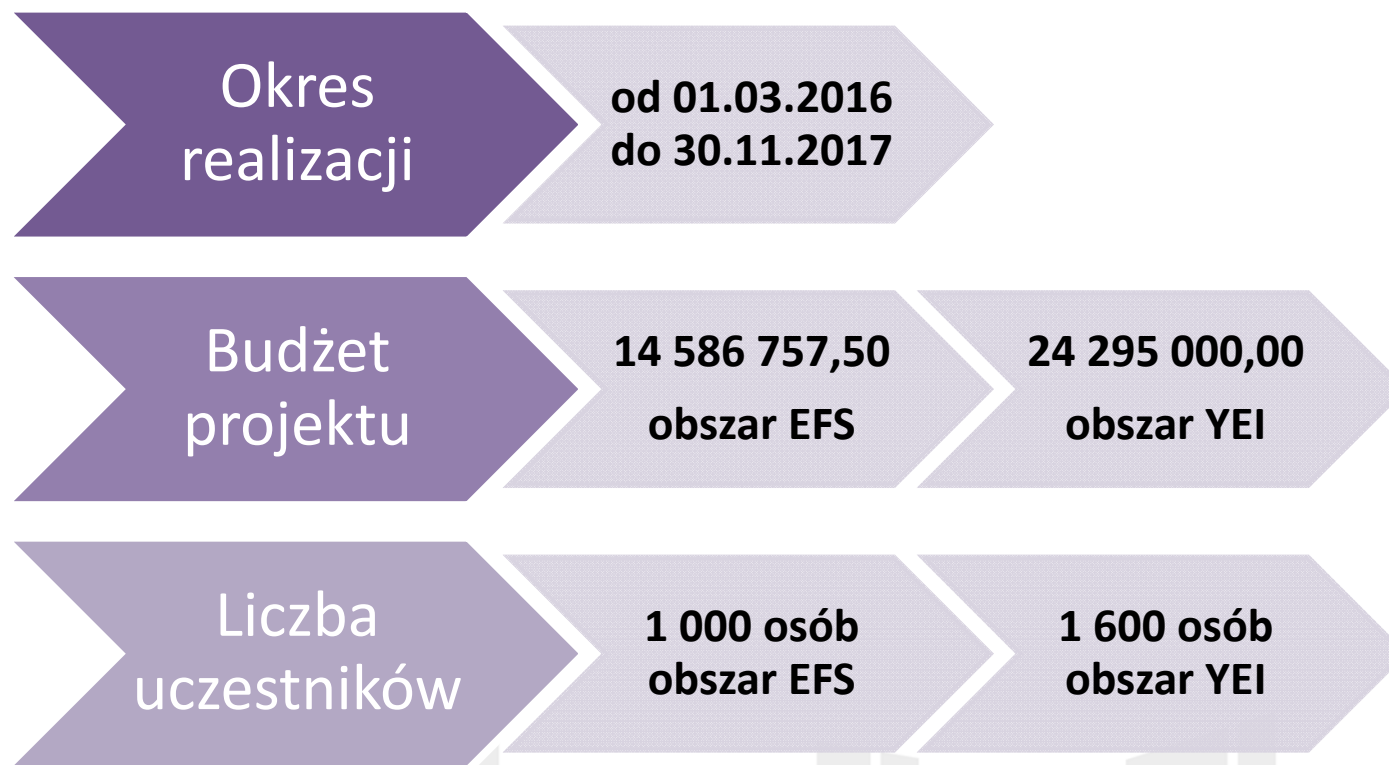 Okres
realizacji
od 01.03.2016
do 30.11.2017
Budżet
projektu
14 586 757,50
obszar EFS
24 295 000,00
obszar YEI
Liczba
uczestników
1 000 osób
obszar EFS
1 600 osób
obszar YEI